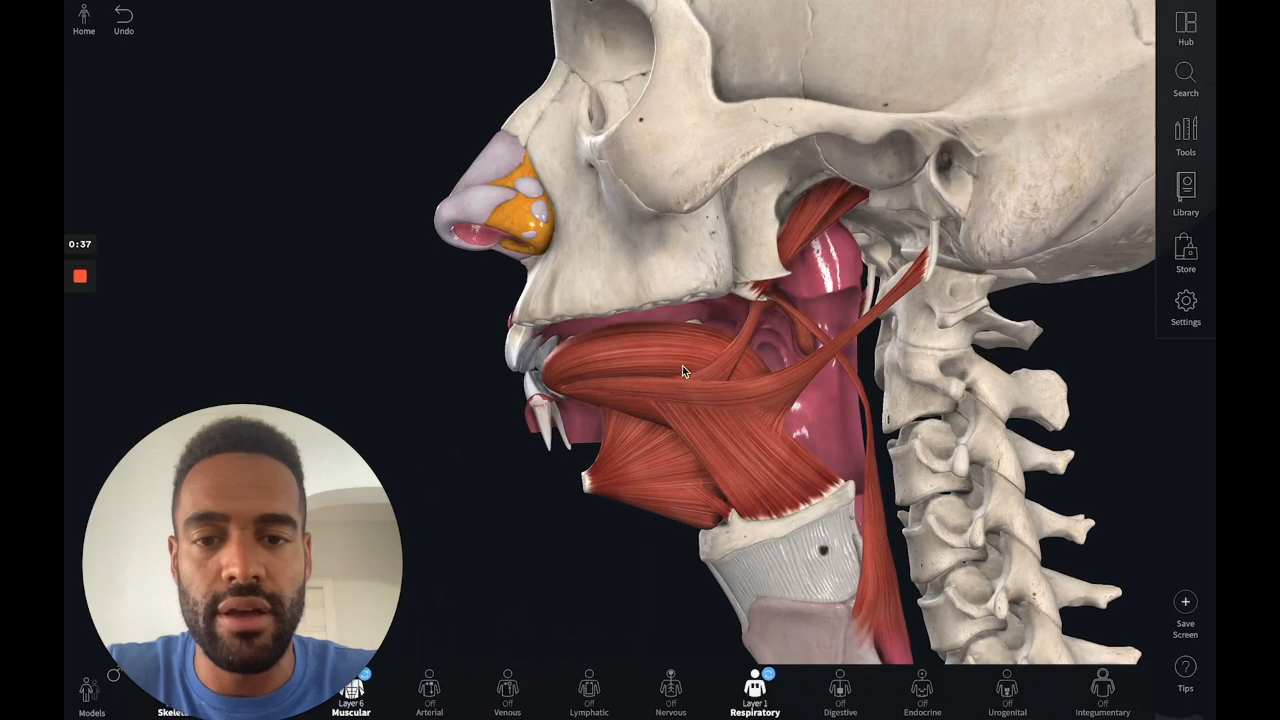 Home
Undo
Hub
Search
Tools
Library
Store
Settings
0:37
Save
Screen
Tips
Models
Skelet
Layer 6
Muscular
Off
Arterial
Off
Venous
Off
Lymphatic
Off
Nervous
Layer 1
Respiratory
Off
Digestive
Off
Endocrine
Off
Urogenital
Off
Integumentary